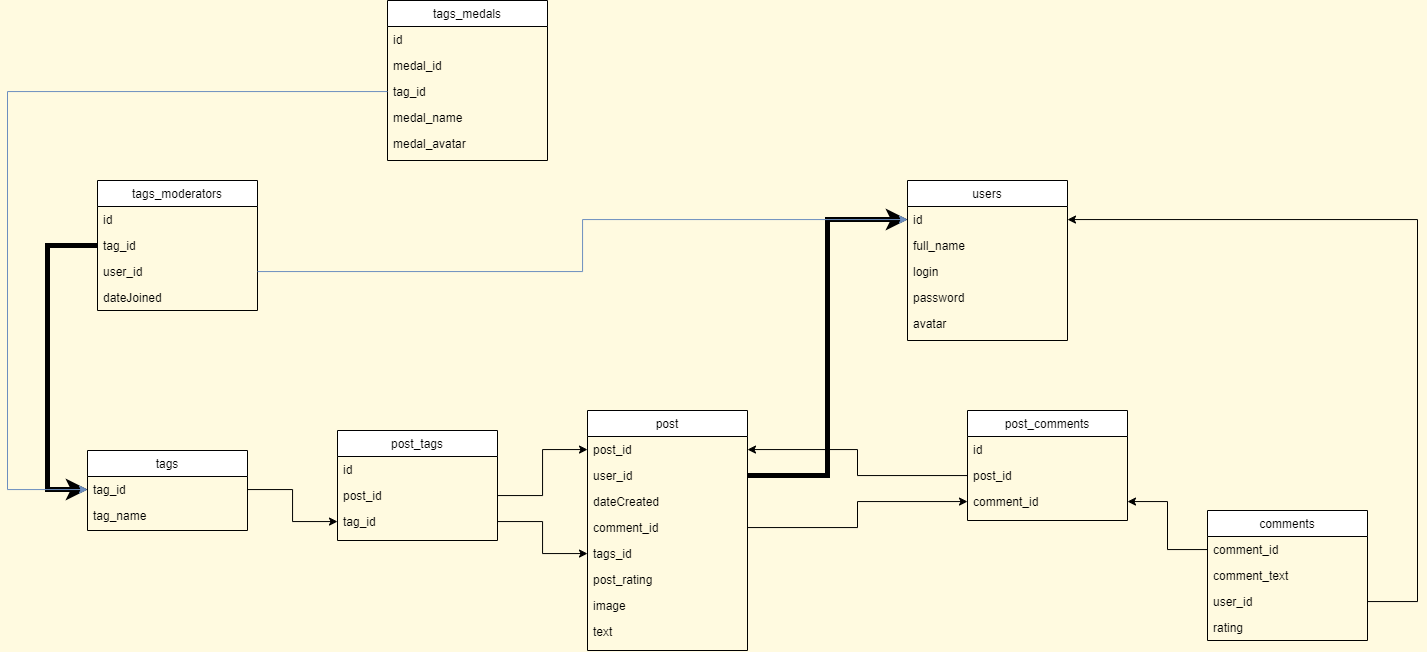 tags_medals
id
medal_id
tag_id
medal_name
medal_avatar
tags_moderators
id
tag_id
user_id
dateJoined
users
id
full_name
login
password
avatar
tags
tag_id
tag_name
post_tags
id
post_id
tag_id
post
post_id
user_id
dateCreated
comment_id
tags_id
post_rating
image
text
post_comments
id
post_id
comment_id
comments
comment_id
comment_text
user_id
rating